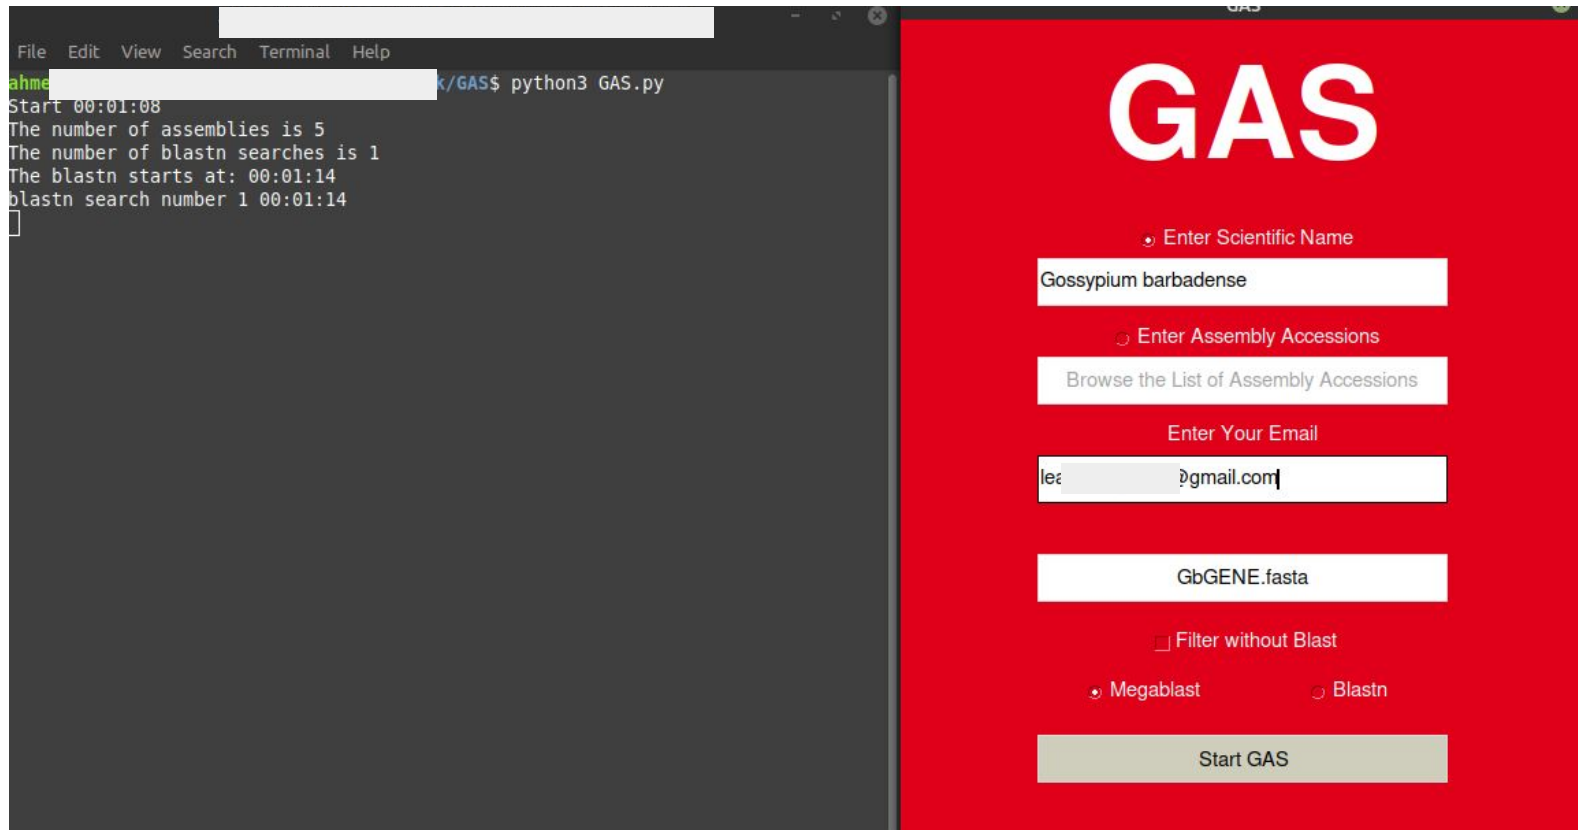 File Edit View Search Terminal Help
ahme k/GAS$ python3 GAS.py
Start 00:01:08
The number of assemblies is 5
The number of blastn searches is 1
The blastn starts at: 00:01:14
blastn search number 1 00:01:14
GAS
GAS
Enter Scientific Name
Gossypium barbadense
Enter Assembly Accessions
Browse the List of Assembly Accessions
Enter Your Email
lea @gmail.com
GbGENE.fasta
Filter without Blast
Megablast Blastn
Start GAS